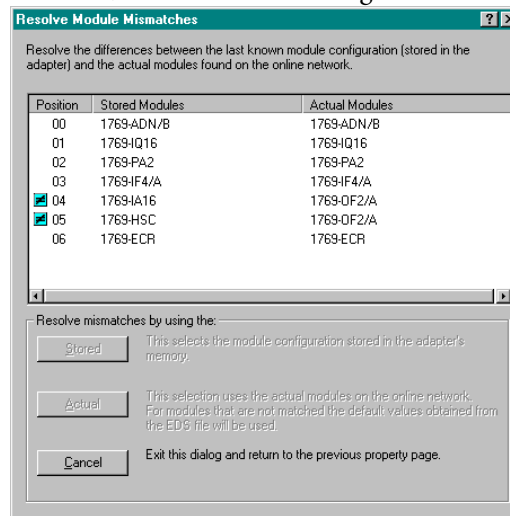 Resolve Module Mismatches
Resolve the differences between the last known module configuration (stored in the
adapter) and the actual modules found on the online network.
Position Stored Modules Actual Modules
00 1769-ADN/B 1769-ADN/B
01 1769-IQ16 1769-IQ16
02 1769-PA2 1769-PA2
03 1769-IF4/A 1769-IF4/A
04 1769-IA16 1769-OF2/A
05 1769-HSC 1769-OF2/A
06 1769-ECR 1769-ECR
Resolve mismatches by using the:
Stored
This selects the module configuration stored in the adapter's
memory.
Actual
This selection uses the actual modules on the online network.
For modules that are not matched the default values obtained from
the EDS file will be used.
Cancel
Exit this dialog and return to the previous property page.